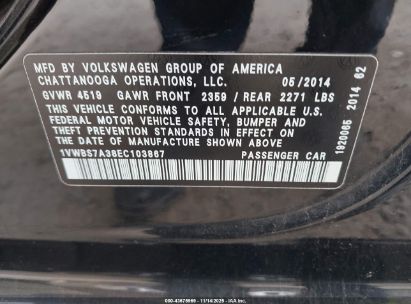 MFD. BY VOLKSWAGEN GROUP OF AMERICA
CHATTANOOGA OPERATIONS, LLC. 05/2014
GVWR 4519 GAWR FRONT 2359 / REAR 2271 LBS
THIS VEHICLE CONFORMS TO ALL APPLICABLE U.S.
FEDERAL MOTOR VEHICLE SAFETY, BUMPER AND
THEFT PREVENTION STANDARDS IN EFFECT ON
THE DATE OF MANUFACTURE SHOWN ABOVE
1VWBS7A38EC103867 PASSENGER CAR
1920065 2014 62